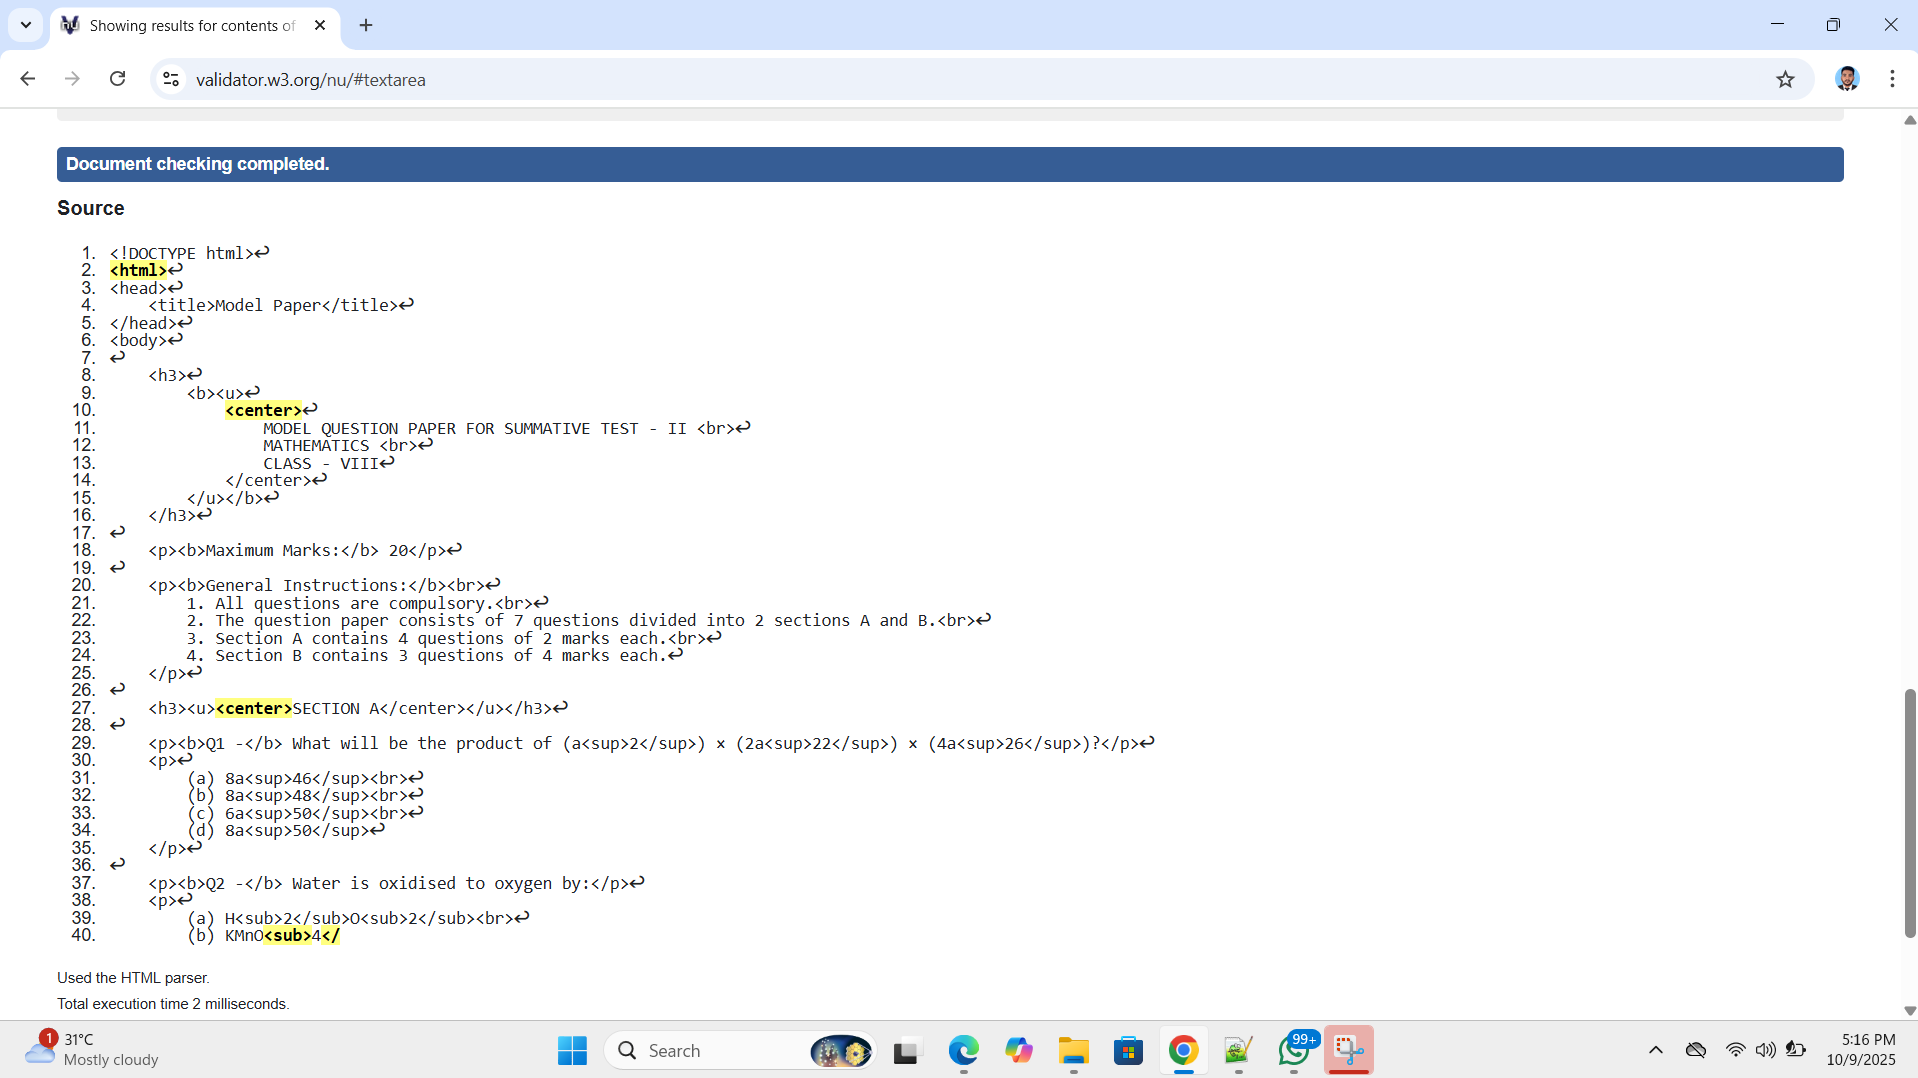 Showing results for contents of
validator.w3.org/nu/#textarea
Document checking completed.
Source
1. <!DOCTYPE html>↩
2. <html>↩
3. <head>↩
4. <title>Model Paper</title>↩
5. </head>↩
6. <body>↩
7. ↩
8. <h3>↩
9. <b><u>↩
10. <center>↩
11. MODEL QUESTION PAPER FOR SUMMATIVE TEST - II <br>↩
12. MATHEMATICS <br>↩
13. CLASS - VIII↩
14. </center>↩
15. </u></b>↩
16. </h3>↩
17. ↩
18. <p><b>Maximum Marks:</b> 20</p>↩
19. ↩
20. <p><b>General Instructions:</b><br>↩
21. 1. All questions are compulsory.<br>↩
22. 2. The question paper consists of 7 questions divided into 2 sections A and B.<br>↩
23. 3. Section A contains 4 questions of 2 marks each.<br>↩
24. 4. Section B contains 3 questions of 4 marks each.↩
25. </p>↩
26. ↩
27. <h3><u><center>SECTION A</center></u></h3>↩
28. ↩
29. <p><b>Q1 -</b> What will be the product of (a<sup>2</sup>) × (2a<sup>22</sup>) × (4a<sup>26</sup>)?</p>↩
30. <p>↩
31. (a) 8a<sup>46</sup><br>↩
32. (b) 8a<sup>48</sup><br>↩
33. (c) 6a<sup>50</sup><br>↩
34. (d) 8a<sup>50</sup>↩
35. </p>↩
36. ↩
37. <p><b>Q2 -</b> Water is oxidised to oxygen by:</p>↩
38. <p>↩
39. (a) H<sub>2</sub>O<sub>2</sub><br>↩
40. (b) KMnO<sub>4</
Used the HTML parser.
Total execution time 2 milliseconds.
1
31°C
Mostly cloudy
Search
99+
5:16 PM
10/9/2025